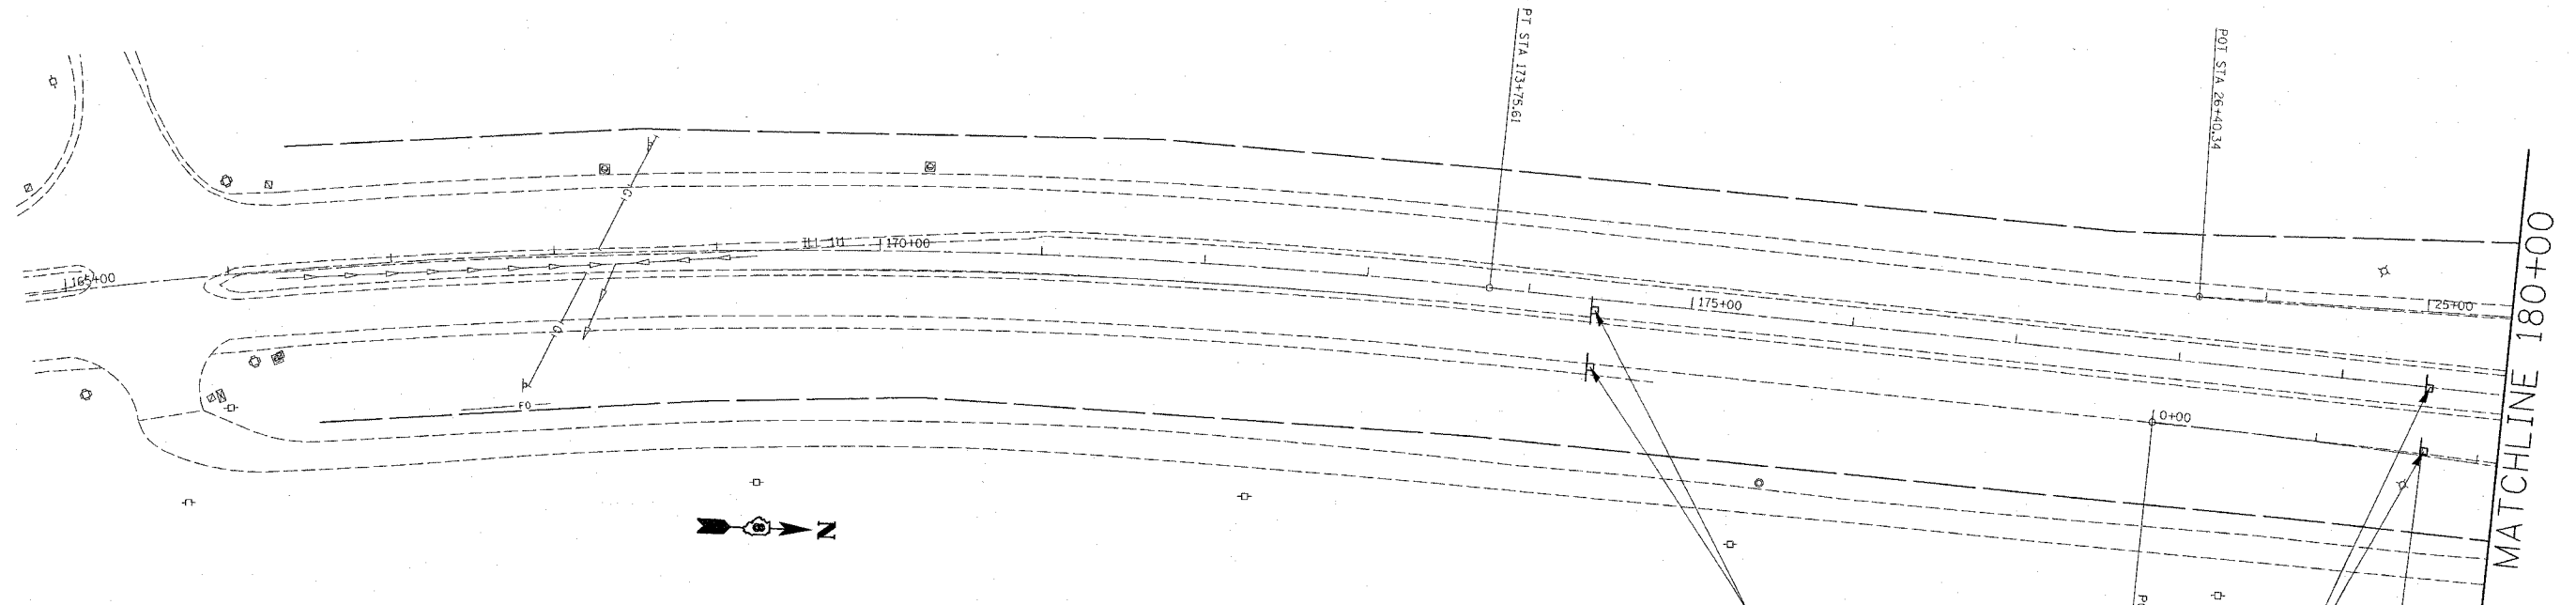 PT STA 173+75.61
POT STA 26+40.34
MATCHLINE 180+00
165+00
170+00
175+00
25+00
0+00
G
G
FO
N